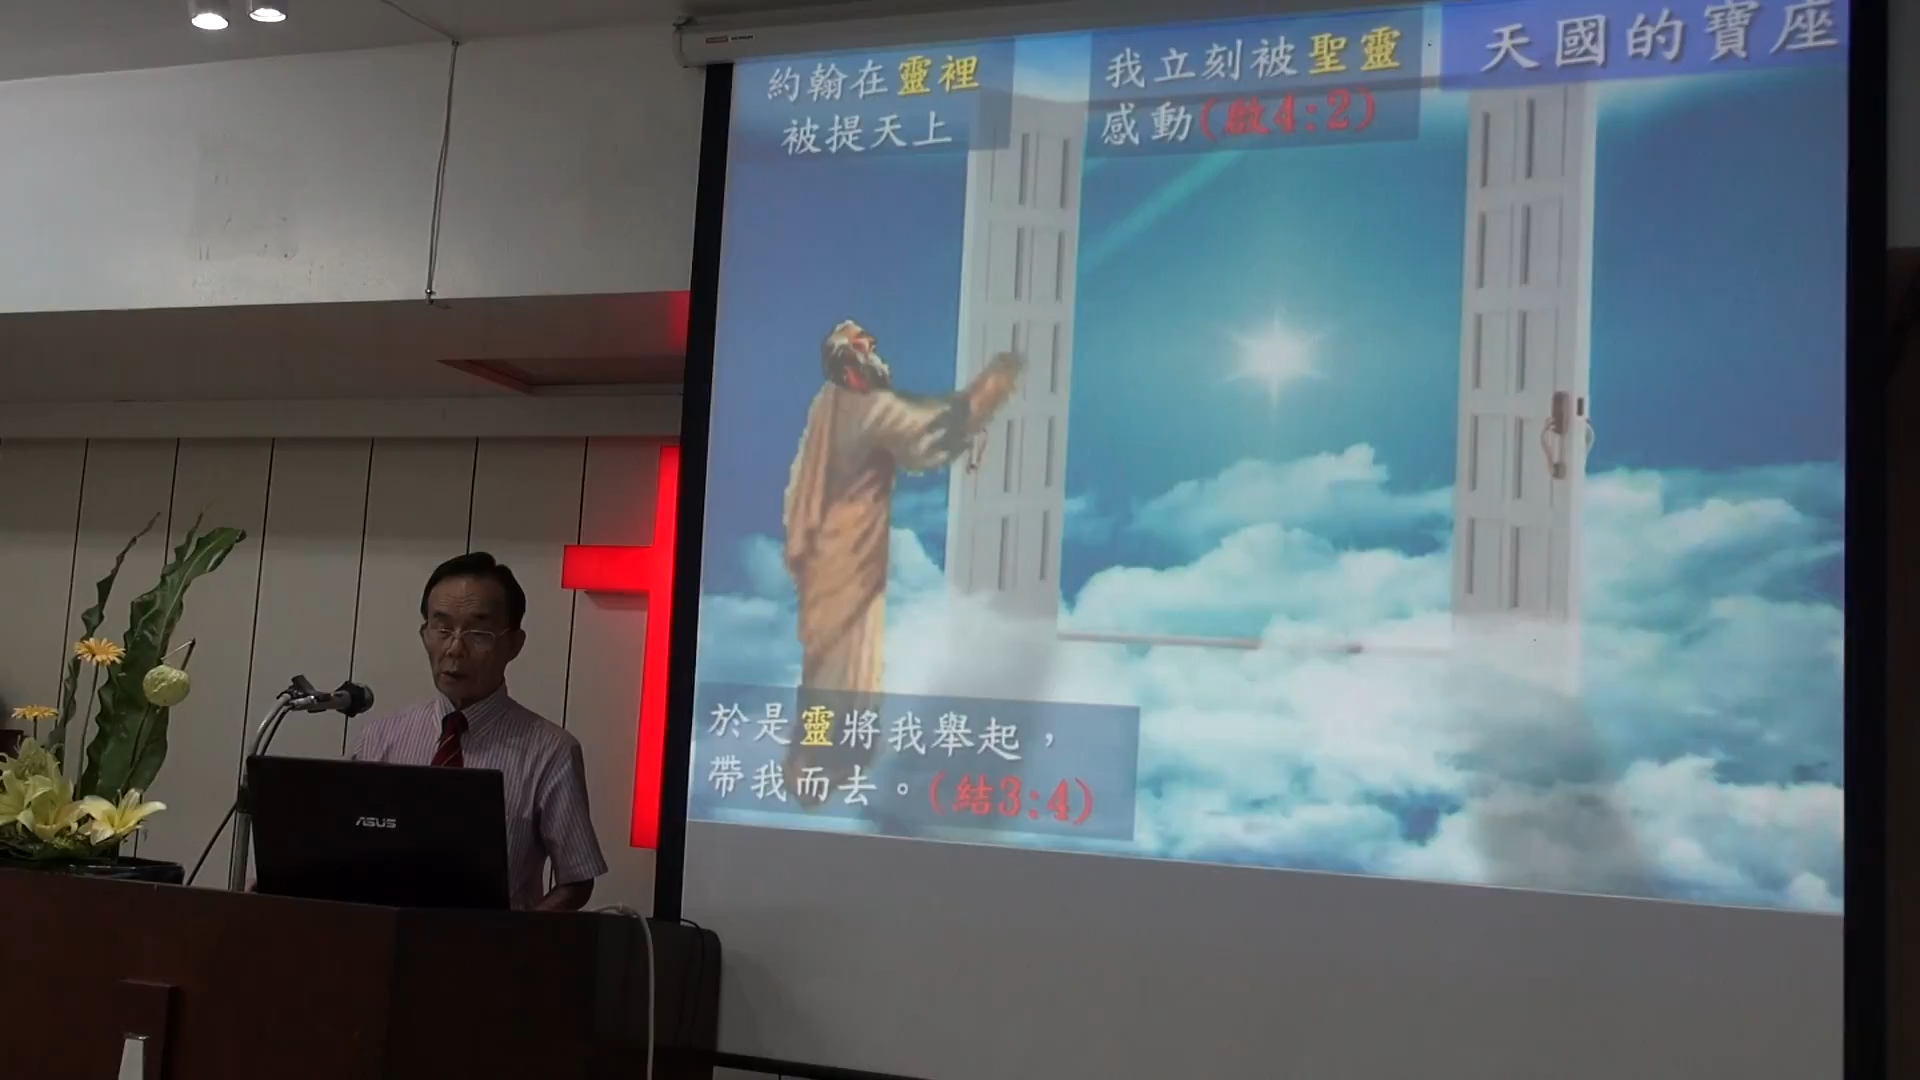 天國的寶座
約翰在靈裡
被提天上
我立刻被聖靈
感動(啟4:2)
於是靈將我舉起，
帶我而去。(結3:4)
ASUS